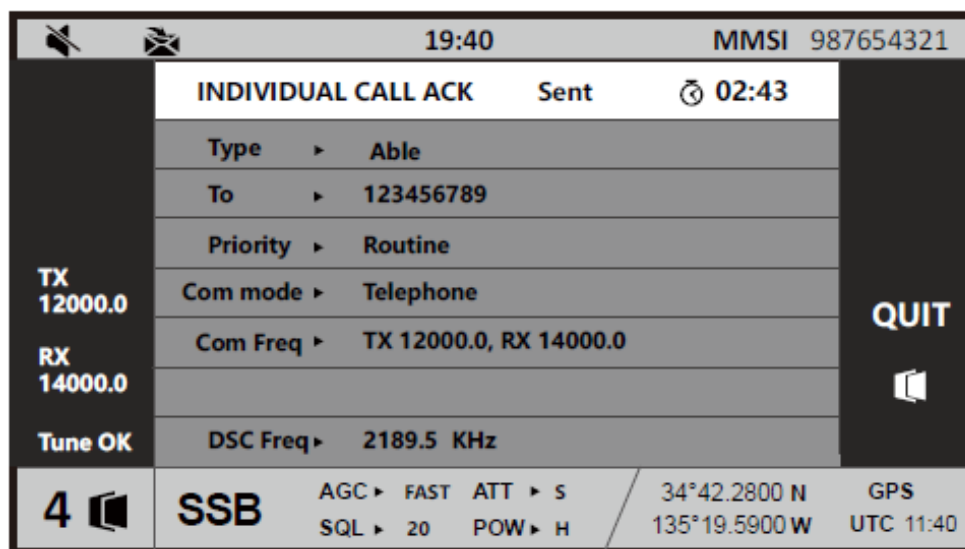 19:40 MMSI 987654321
INDIVIDUAL CALL ACK Sent 02:43
Type ▸ Able
To ▸ 123456789
Priority ▸ Routine
Com mode ▸ Telephone
Com Freq ▸ TX 12000.0, RX 14000.0
DSC Freq ▸ 2189.5 KHz
TX
12000.0
RX
14000.0
Tune OK
QUIT
4 SSB
AGC ▸ FAST ATT ▸ S
SQL ▸ 20 POW ▸ H
34°42.2800 N
135°19.5900 W
GPS
UTC 11:40